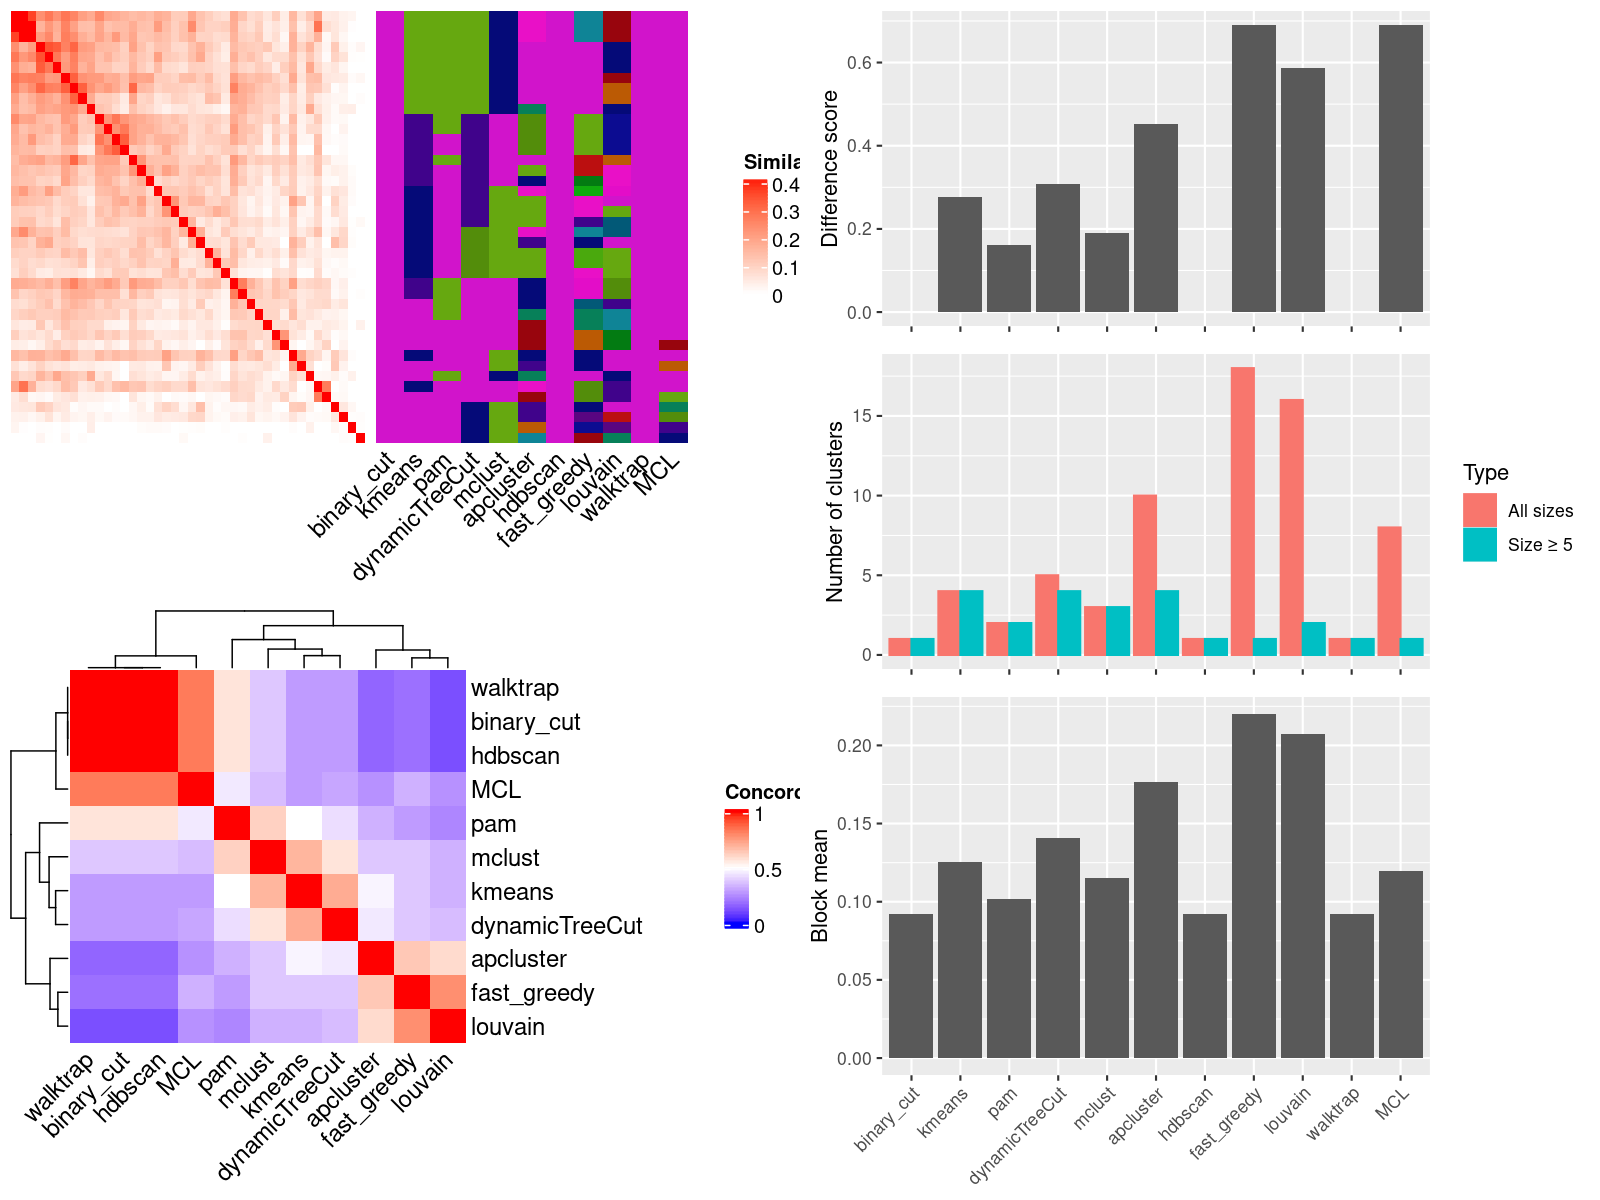 Simila
0.4
0.3
0.2
0.1
0
binary_cut
kmeans
pam
dynamicTreeCut
mclust
apcluster
hdbscan
fast_greedy
louvain
walktrap
MCL
walktrap
binary_cut
hdbscan
MCL
pam
mclust
kmeans
dynamicTreeCut
apcluster
fast_greedy
louvain
walktrap
binary_cut
hdbscan
MCL
pam
mclust
kmeans
dynamicTreeCut
apcluster
fast_greedy
louvain
Concord
1
0.5
0
Difference score
0.6
0.4
0.2
0.0
Number of clusters
15
10
5
0
Type
All sizes
Size ≥ 5
Block mean
0.20
0.15
0.10
0.05
0.00
binary_cut
kmeans
pam
dynamicTreeCut
mclust
apcluster
hdbscan
fast_greedy
louvain
walktrap
MCL